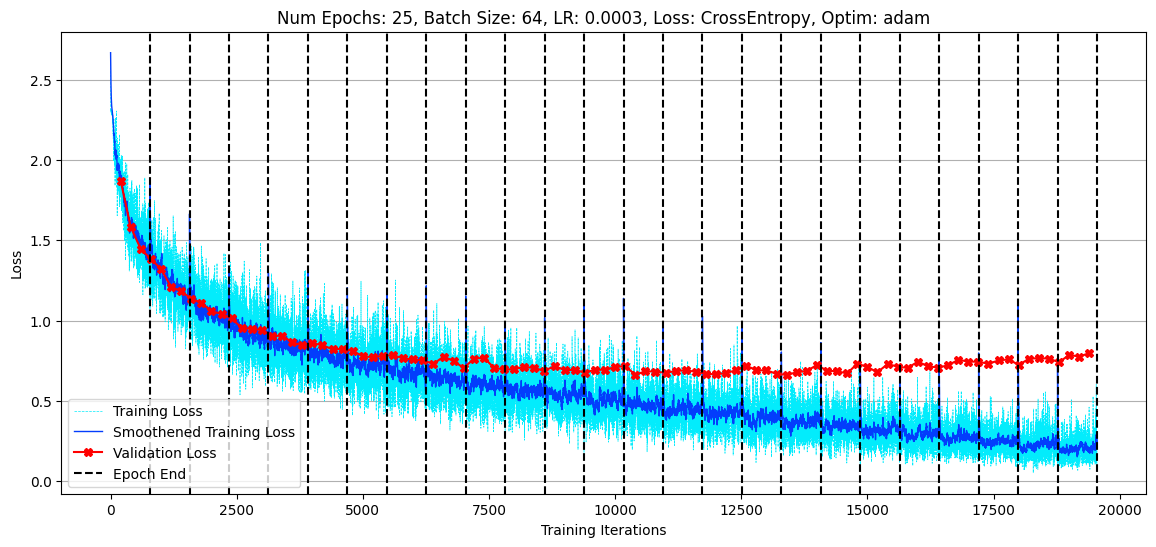 Num Epochs: 25, Batch Size: 64, LR: 0.0003, Loss: CrossEntropy, Optim: adam
2.5
2.0
1.5
1.0
0.5
0.0
Loss
Training Loss
Smoothened Training Loss
Validation Loss
Epoch End
0 2500 5000 7500 10000 12500 15000 17500 20000
Training Iterations